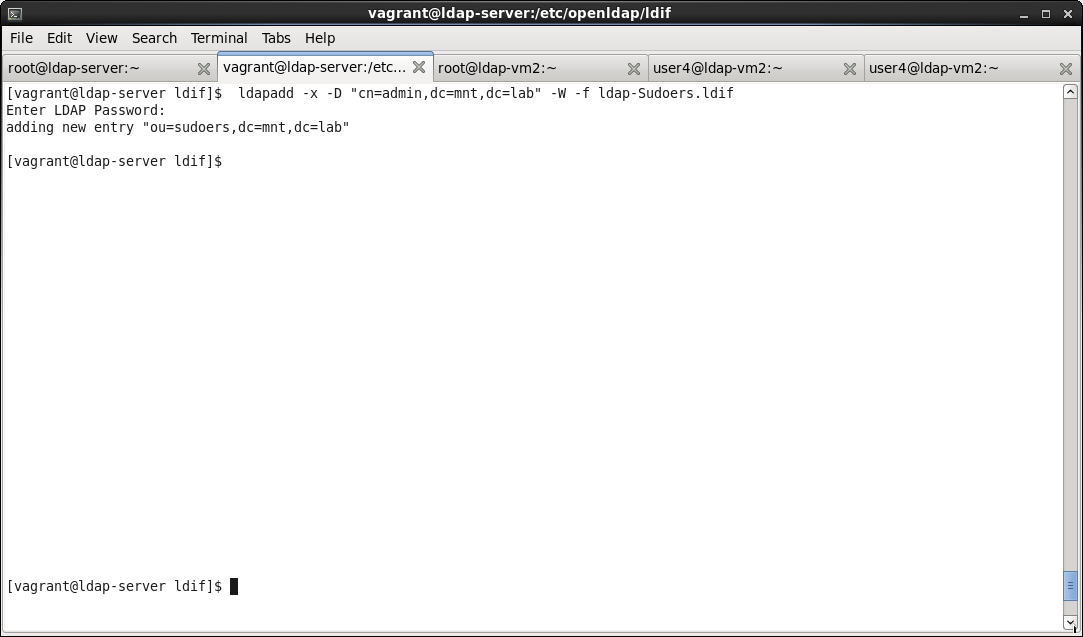 vagrant@ldap-server:/etc/openldap/ldif
File Edit View Search Terminal Tabs Help
root@ldap-server:~ vagrant@ldap-server:/etc... root@ldap-vm2:~ user4@ldap-vm2:~ user4@ldap-vm2:~
[vagrant@ldap-server ldif]$  ldapadd -x -D "cn=admin,dc=mnt,dc=lab" -W -f ldap-Sudoers.ldif
Enter LDAP Password:
adding new entry "ou=sudoers,dc=mnt,dc=lab"
[vagrant@ldap-server ldif]$
[vagrant@ldap-server ldif]$